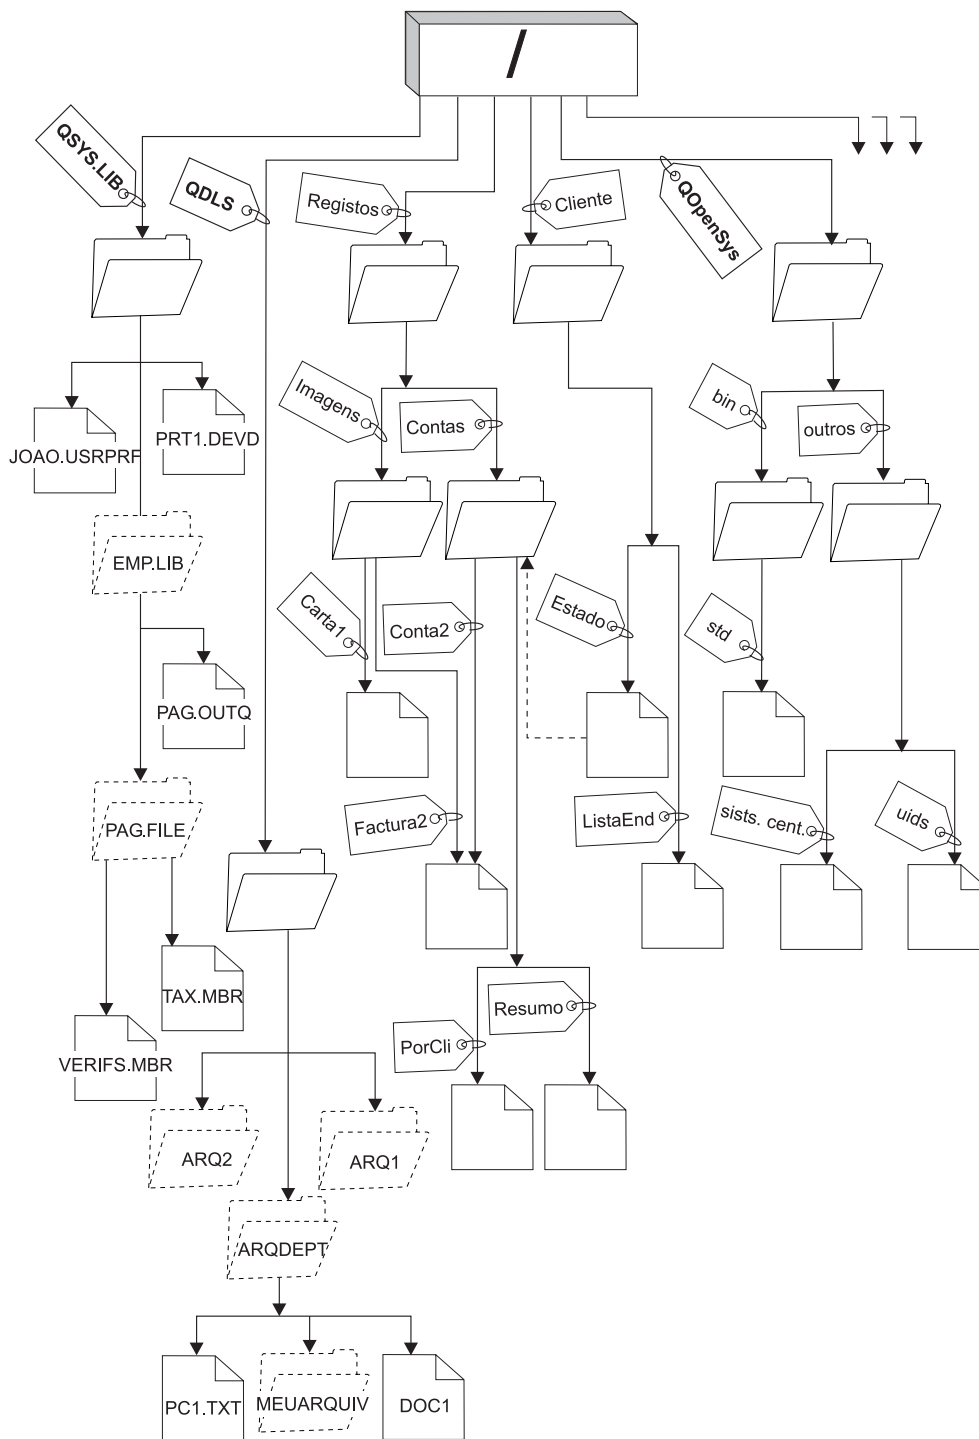 /
QSYS.LIB
QDLS
Registos
Cliente
QOpenSys
JOAO.USRPRF
PRT1.DEVD
Imagens
Contas
bin
outros
EMP.LIB
Carta1
Conta2
Estado
std
PAG.OUTQ
PAG.FILE
Factura2
ListaEnd
sists. cent.
uids
TAX.MBR
VERIFS.MBR
PorCli
Resumo
ARQ2
ARQ1
ARQDEPT
PC1.TXT
MEUARQUIV
DOC1